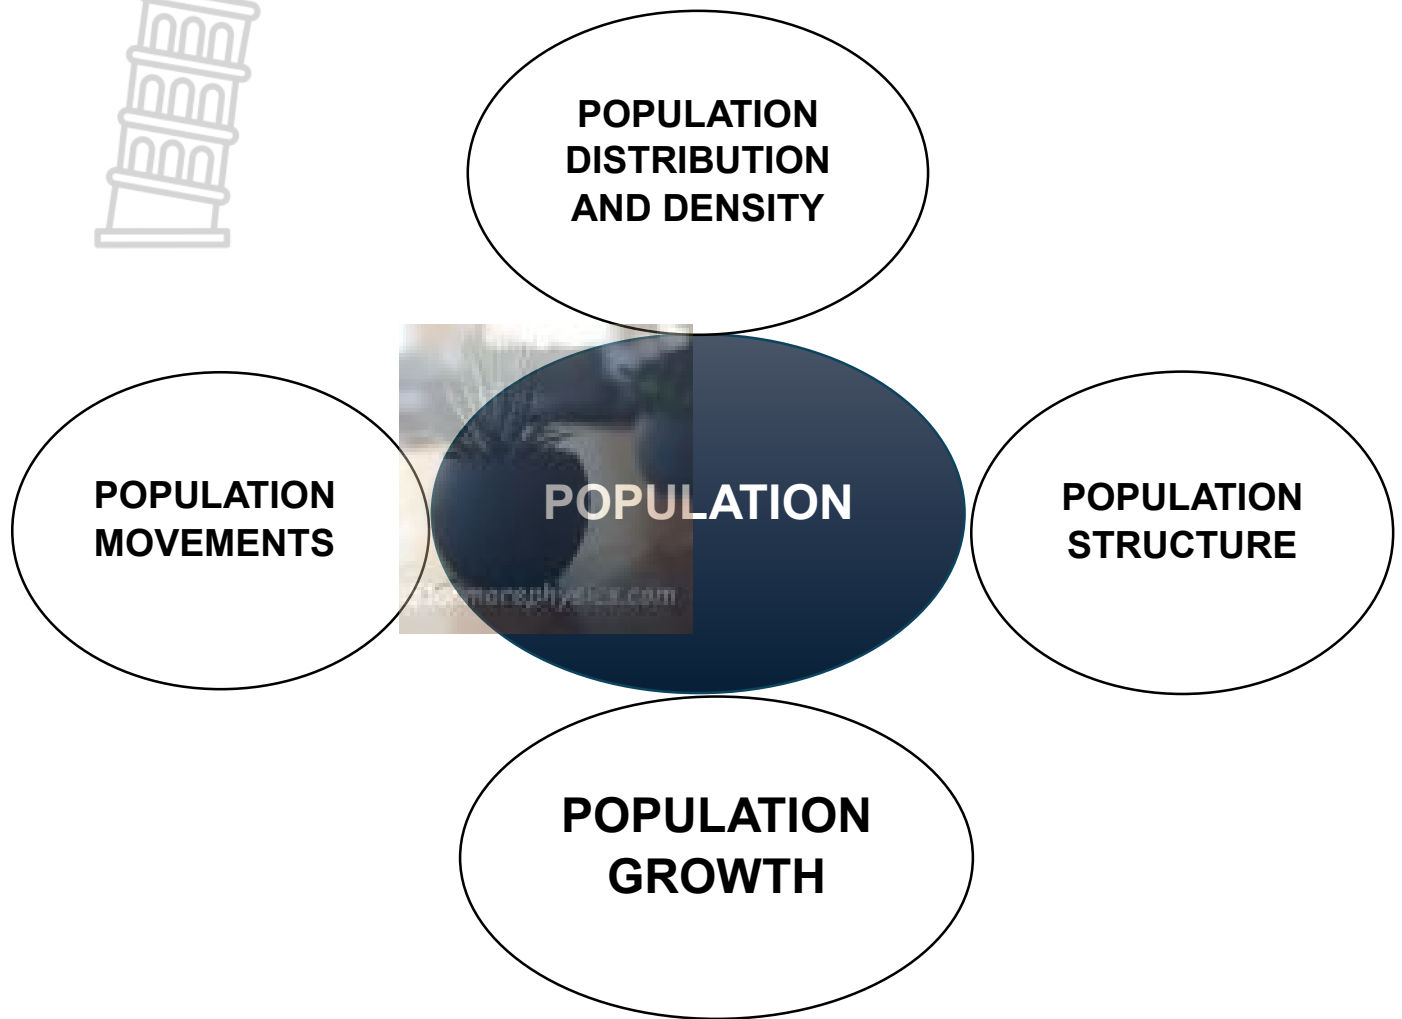 POPULATION
DISTRIBUTION
AND DENSITY
POPULATION
MOVEMENTS
POPULATION
POPULATION
STRUCTURE
POPULATION
GROWTH